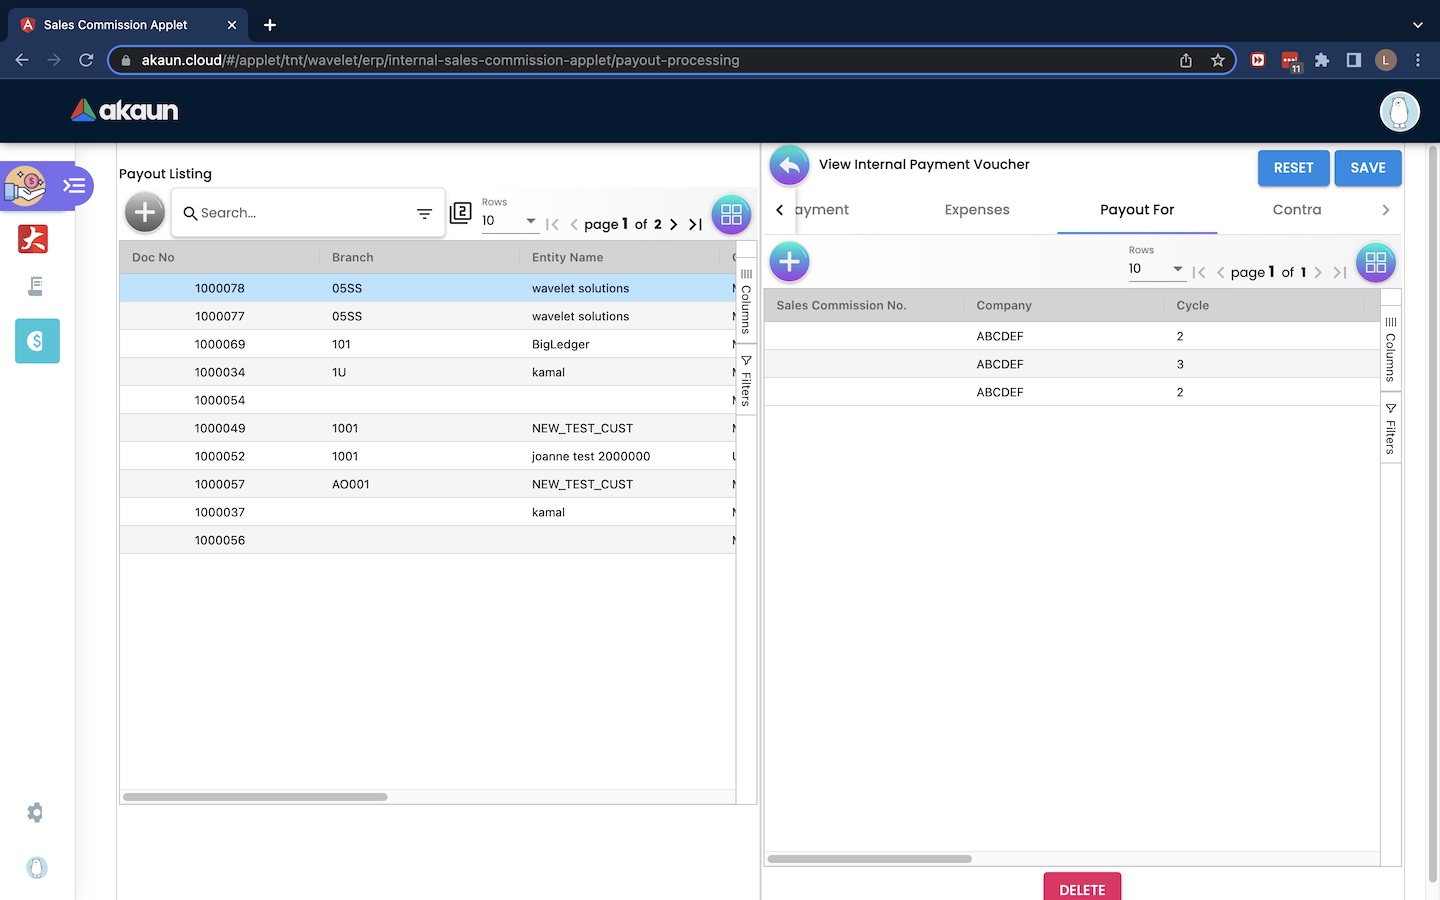 Sales Commission Applet
akaun.cloud/#/applet/tnt/wavelet/erp/internal-sales-commission-applet/payout-processing
11
L
akaun
Payout Listing
Search...
2
Rows
10
page 1 of 2
Doc No Branch Entity Name
1000078 05SS wavelet solutions
1000077 05SS wavelet solutions
1000069 101 BigLedger
1000034 1U kamal
1000054
1000049 1001 NEW_TEST_CUST
1000052 1001 joanne test 2000000
1000057 AO001 NEW_TEST_CUST
1000037 kamal
1000056
Columns
Filters
View Internal Payment Voucher
RESET SAVE
ayment Expenses Payout For Contra
Rows
10
page 1 of 1
Sales Commission No. Company Cycle
ABCDEF 2
ABCDEF 3
ABCDEF 2
Columns
Filters
DELETE